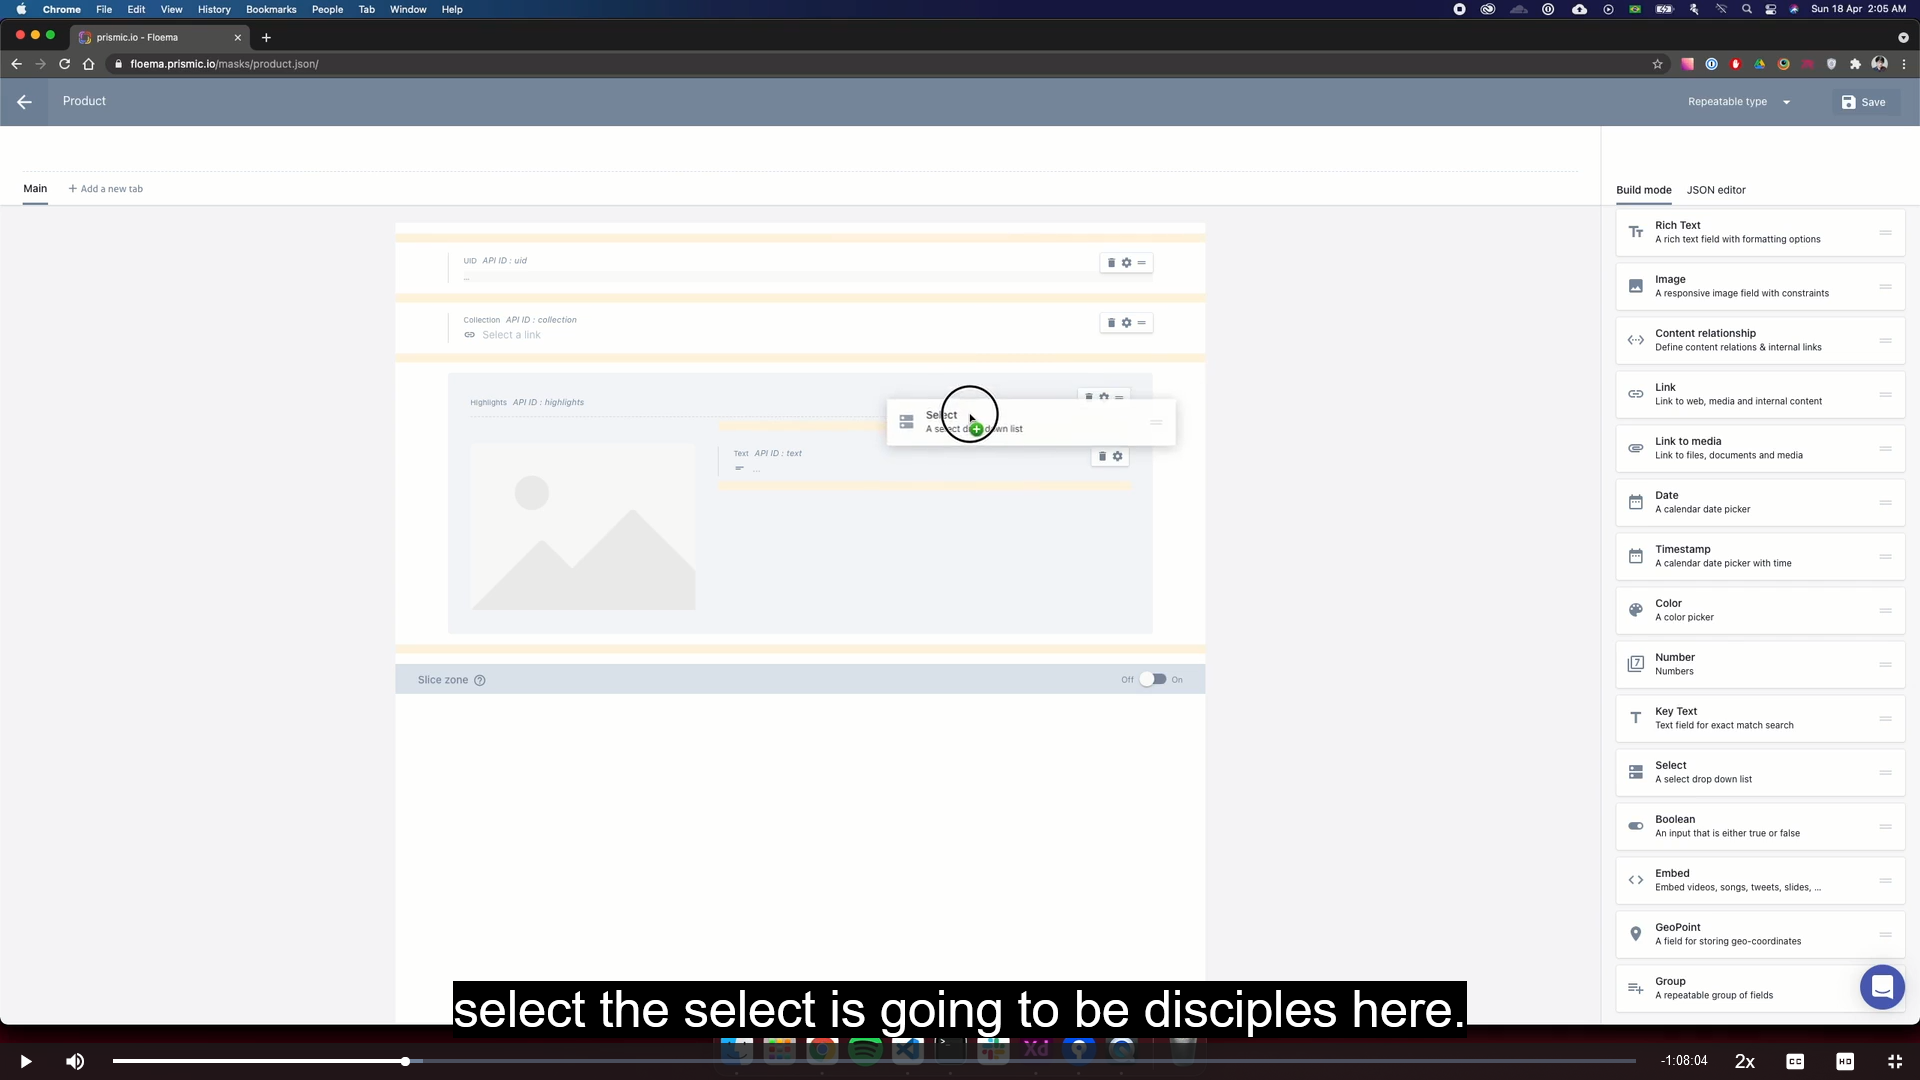 Chrome File Edit View History Bookmarks People Tab Window Help
Sun 18 Apr 2:05 AM
prismic.io - Floema
floema.prismic.io/masks/product.json/
Product
Repeatable type
Save
Main
+ Add a new tab
Build mode
JSON editor
UID API ID : uid
...
Collection API ID : collection
Select a link
Highlights API ID : highlights
Select
Text API ID : text
...
Slice zone
Off
On
Rich Text
A rich text field with formatting options
Image
A responsive image field with constraints
Content relationship
Define content relations & internal links
Link
Link to web, media and internal content
Link to media
Link to files, documents and media
Date
A calendar date picker
Timestamp
A calendar date picker with time
Color
A color picker
Number
Numbers
Key Text
Text field for exact match search
Select
A select drop down list
Boolean
An input that is either true or false
Embed
Embed videos, songs, tweets, slides, ...
GeoPoint
A field for storing geo-coordinates
Group
A repeatable group of fields
select the select is going to be disciples here.
Xd
-1:08:04
2x
CC
HD